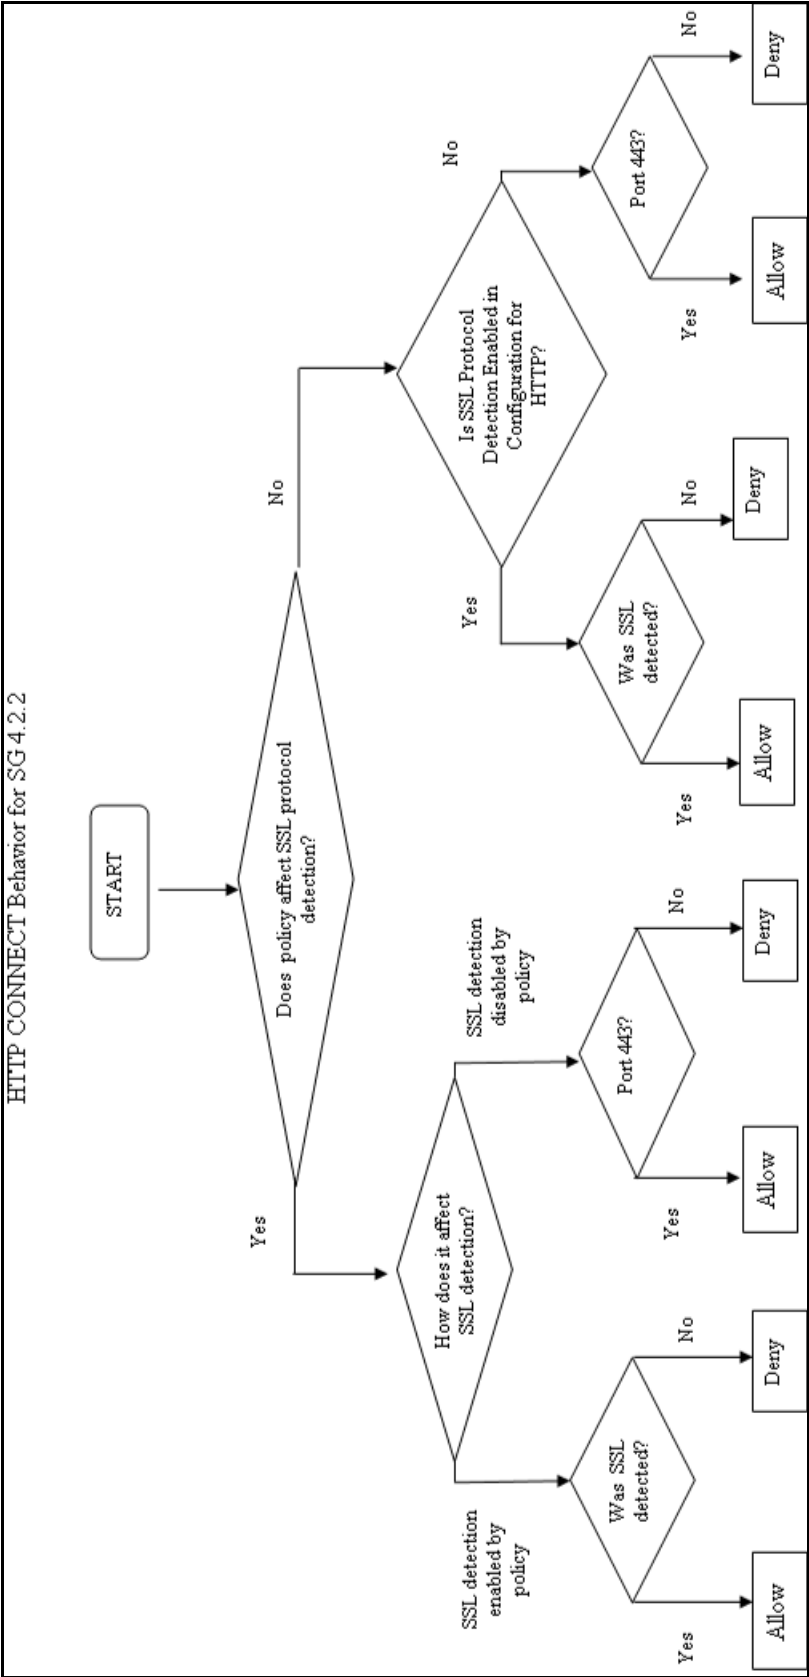 HTTP CONNECT Behavior for SG 4.2.2
START
Does policy affect SSL protocol
detection?
Yes
No
How does it affect
SSL detection?
Is SSL Protocol
Detection Enabled in
Configuration for
HTTP?
SSL detection
enabled by
policy
SSL detection
disabled by
policy
Yes
No
Was SSL
detected?
Port 443?
Was SSL
detected?
Port 443?
Yes
No
Yes
No
Yes
No
Yes
No
Allow
Deny
Allow
Deny
Allow
Deny
Allow
Deny